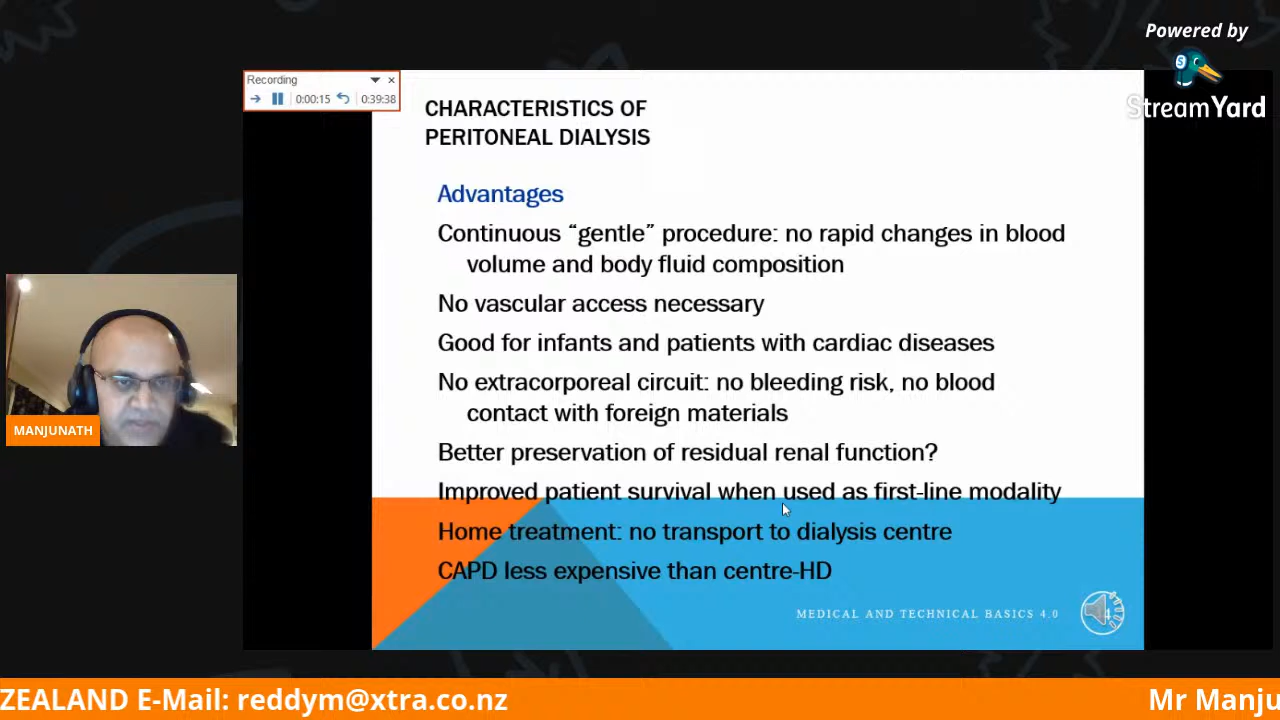 Powered by
StreamYard
Recording
0:00:15 0:39:38
CHARACTERISTICS OF
PERITONEAL DIALYSIS
Advantages
Continuous “gentle” procedure: no rapid changes in blood
volume and body fluid composition
No vascular access necessary
Good for infants and patients with cardiac diseases
No extracorporeal circuit: no bleeding risk, no blood
contact with foreign materials
Better preservation of residual renal function?
Improved patient survival when used as first-line modality
Home treatment: no transport to dialysis centre
CAPD less expensive than centre-HD
MEDICAL AND TECHNICAL BASICS 4.0
MANJUNATH
ZEALAND E-Mail: reddym@xtra.co.nz Mr Manju